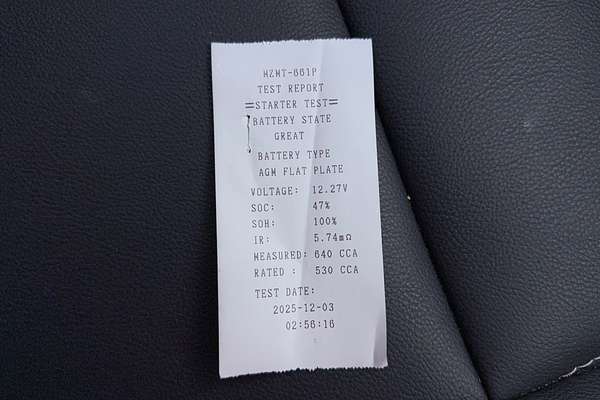 MZMT-661P
TEST REPORT
=STARTER TEST=
BATTERY STATE
GREAT
BATTERY TYPE
AGM FLAT PLATE
VOLTAGE: 12.27V
SOC: 47%
SOH: 100%
IR: 5.74mΩ
MEASURED: 640 CCA
RATED : 530 CCA
TEST DATE:
2025-12-03
02:56:16